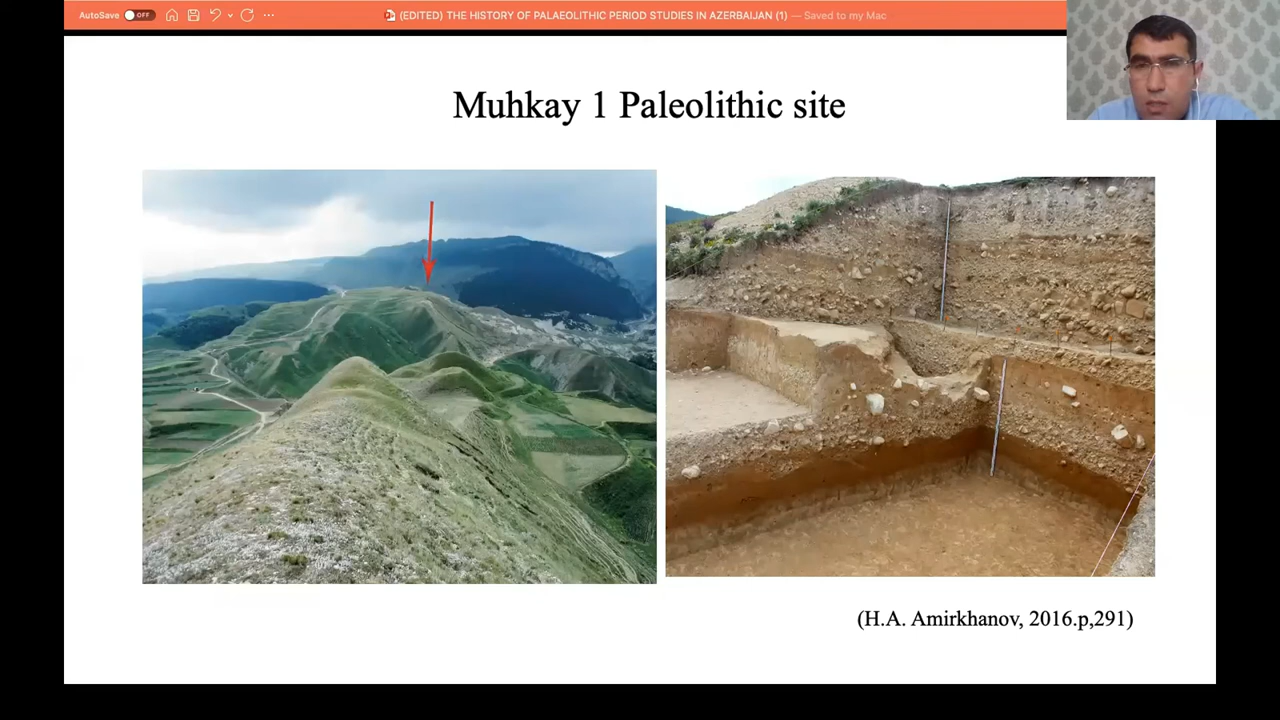 AutoSave OFF
(EDITED) THE HISTORY OF PALAEOLITHIC PERIOD STUDIES IN AZERBAIJAN (1) — Saved to my Mac
Muhkay 1 Paleolithic site
(H.A. Amirkhanov, 2016.p,291)